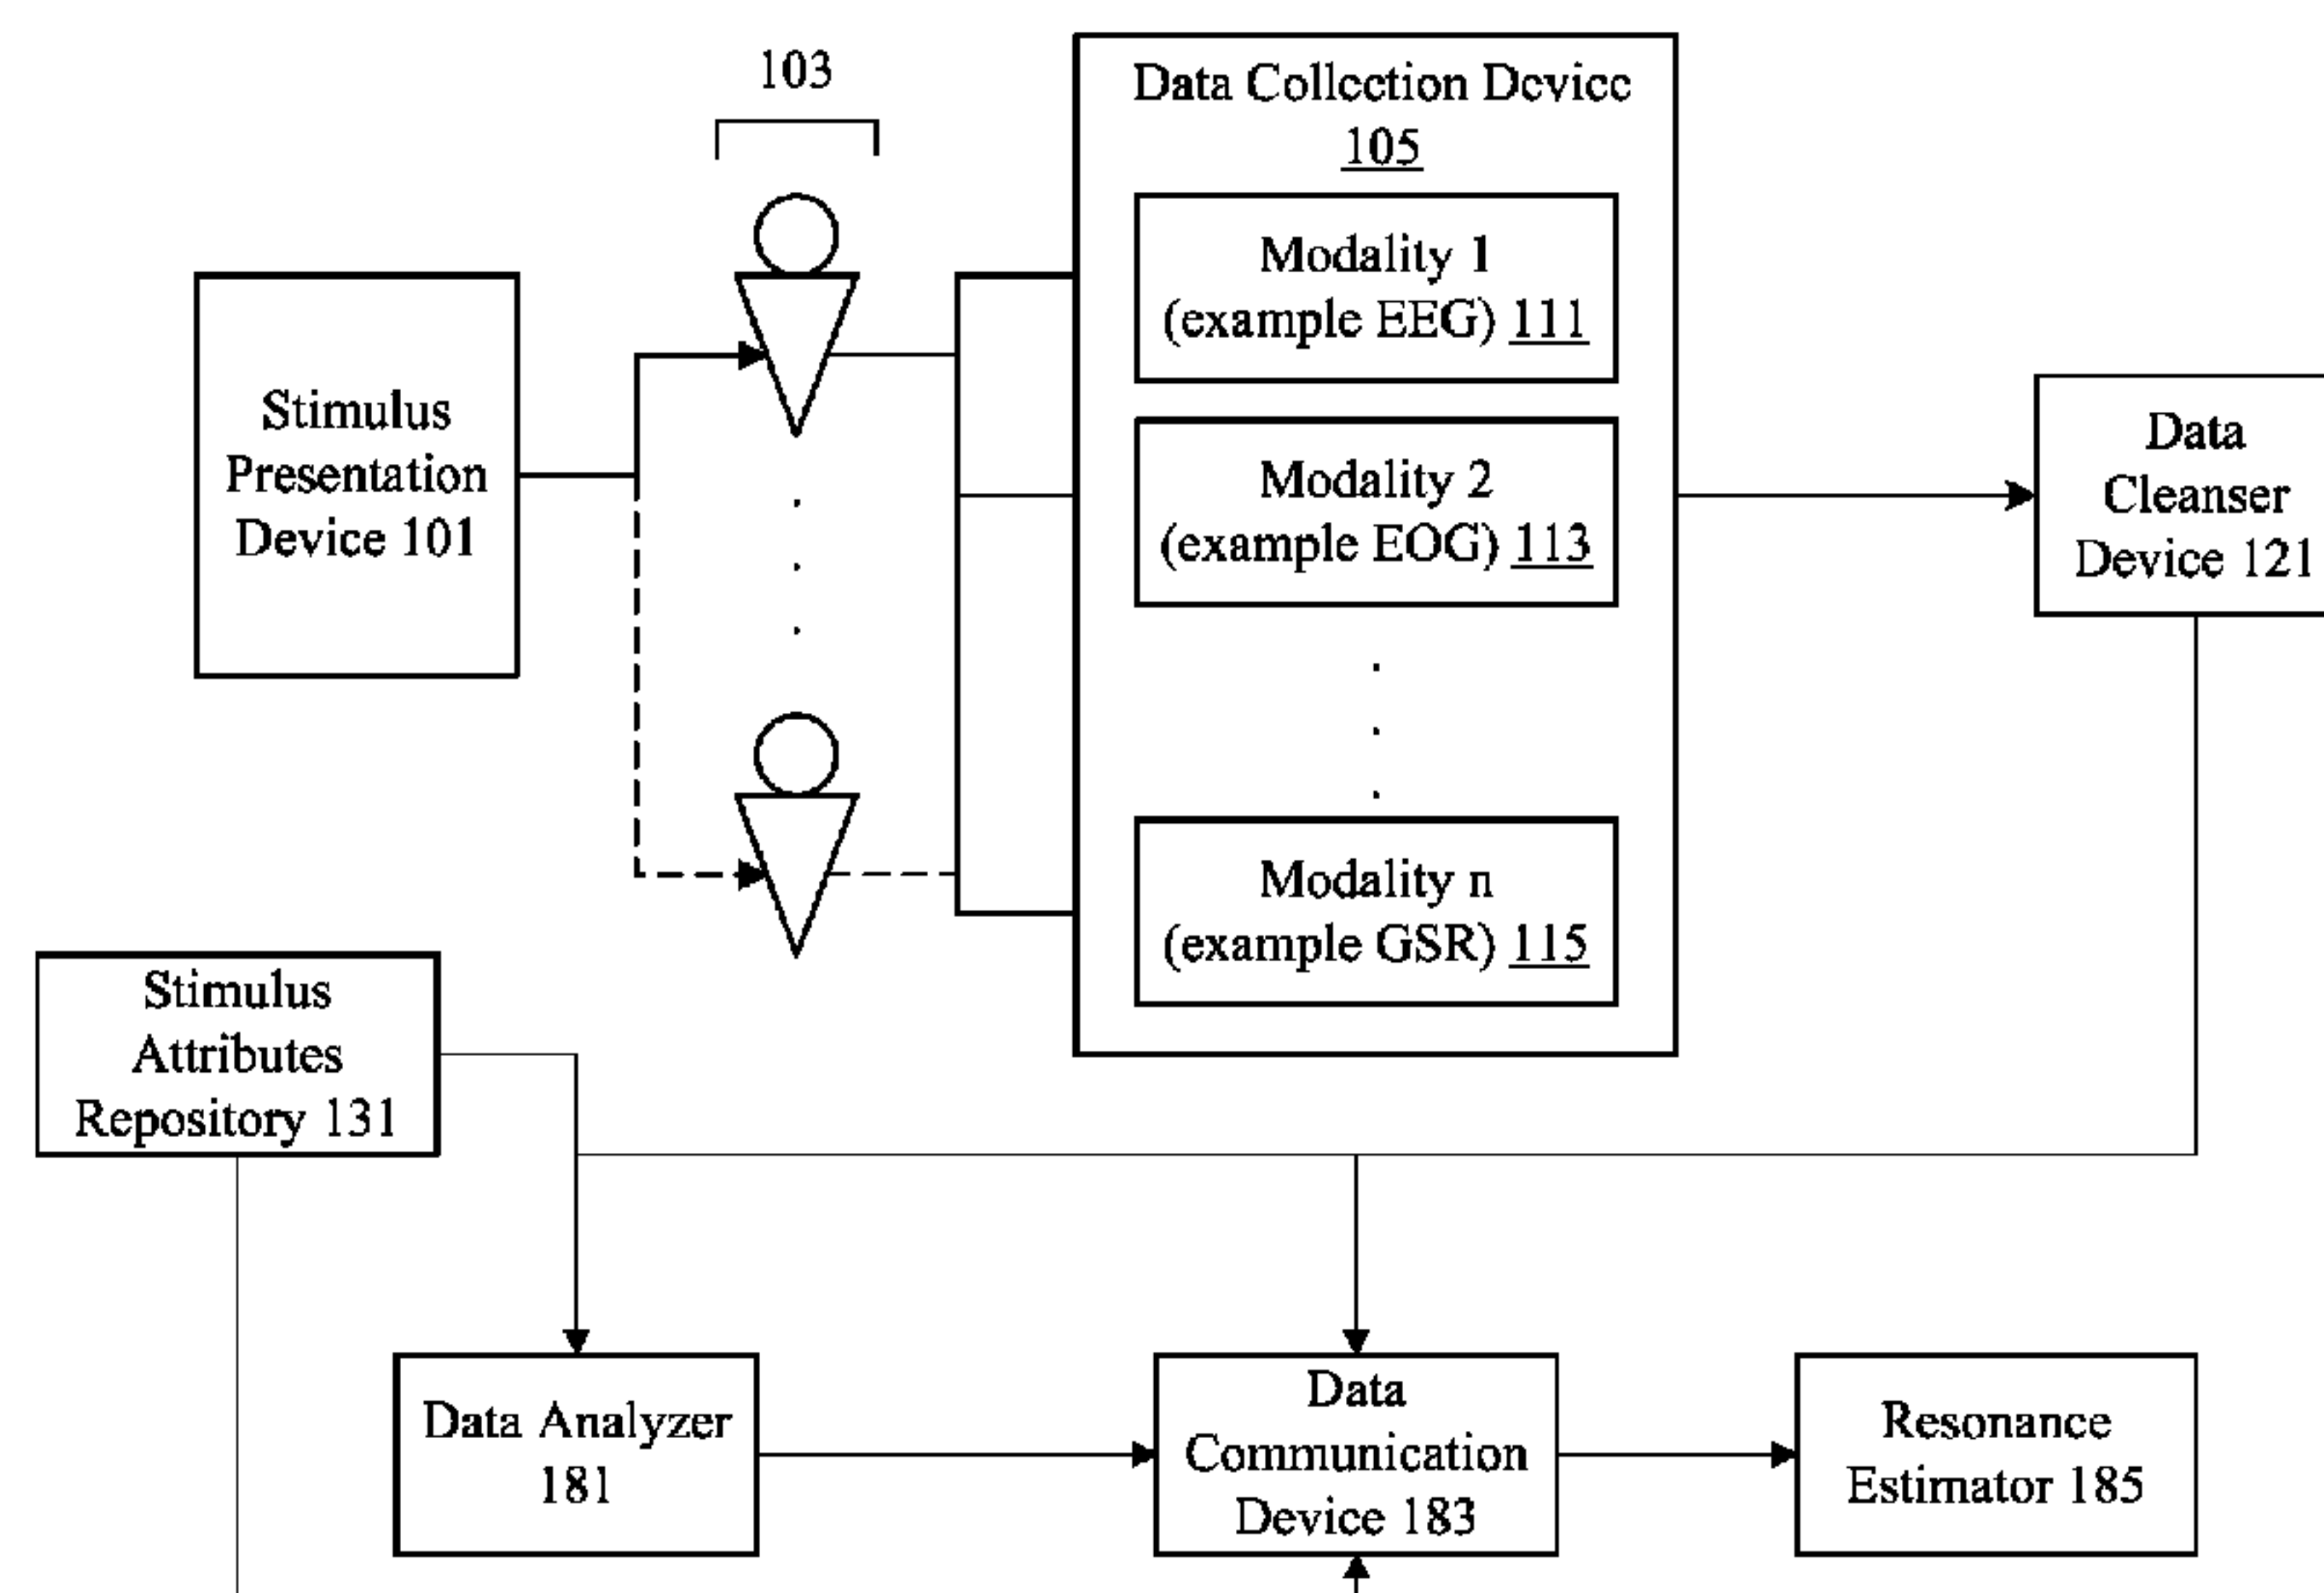 103
Data Collection Device
105
Modality 1
(example EEG) 111
Stimulus
Presentation
Device 101
Modality 2
(example EOG) 113
Data
Cleanser
Device 121
Modality n
(example GSR) 115
Stimulus
Attributes
Repository 131
Data Analyzer
181
Data
Communication
Device 183
Resonance
Estimator 185